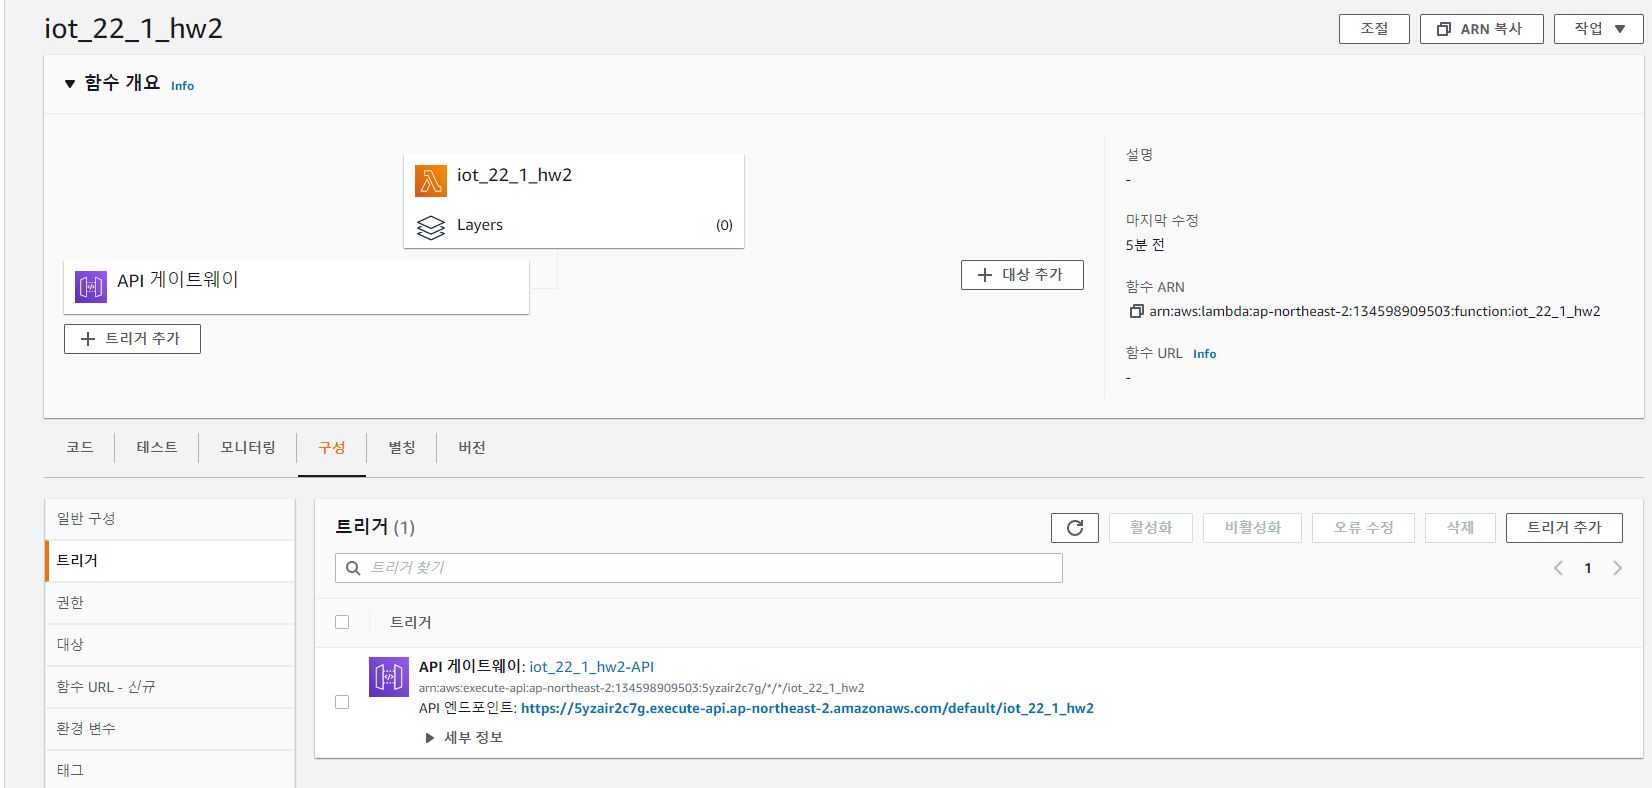 iot_22_1_hw2
조절
ARN 복사
작업
함수 개요 Info
iot_22_1_hw2
Layers (0)
API 게이트웨이
트리거 추가
대상 추가
설명
-
마지막 수정
5분 전
함수 ARN
arn:aws:lambda:ap-northeast-2:134598909503:function:iot_22_1_hw2
함수 URL Info
-
코드
테스트
모니터링
구성
별칭
버전
일반 구성
트리거
권한
대상
함수 URL - 신규
환경 변수
태그
트리거 (1)
활성화
비활성화
오류 수정
삭제
트리거 추가
트리거 찾기
1
트리거
API 게이트웨이: iot_22_1_hw2-API
arn:aws:execute-api:ap-northeast-2:134598909503:5yzair2c7g/*/*/iot_22_1_hw2
API 엔드포인트: https://5yzair2c7g.execute-api.ap-northeast-2.amazonaws.com/default/iot_22_1_hw2
세부 정보